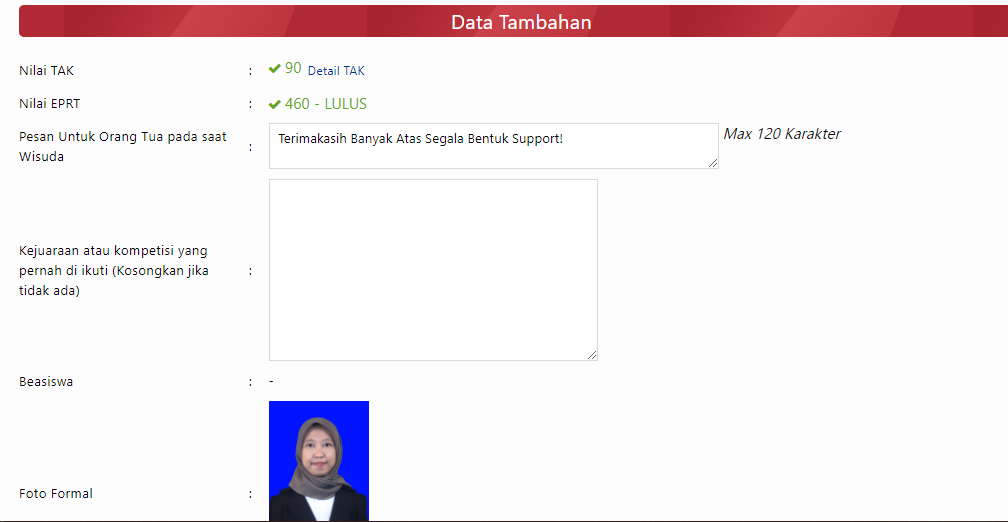 Data Tambahan
Nilai TAK : 90 Detail TAK
Nilai EPRT : 460 - LULUS
Pesan Untuk Orang Tua pada saat
Wisuda :
Terimakasih Banyak Atas Segala Bentuk Support!
Max 120 Karakter
Kejuaraan atau kompetisi yang
pernah di ikuti (Kosongkan jika :
tidak ada)
Beasiswa : -
Foto Formal :